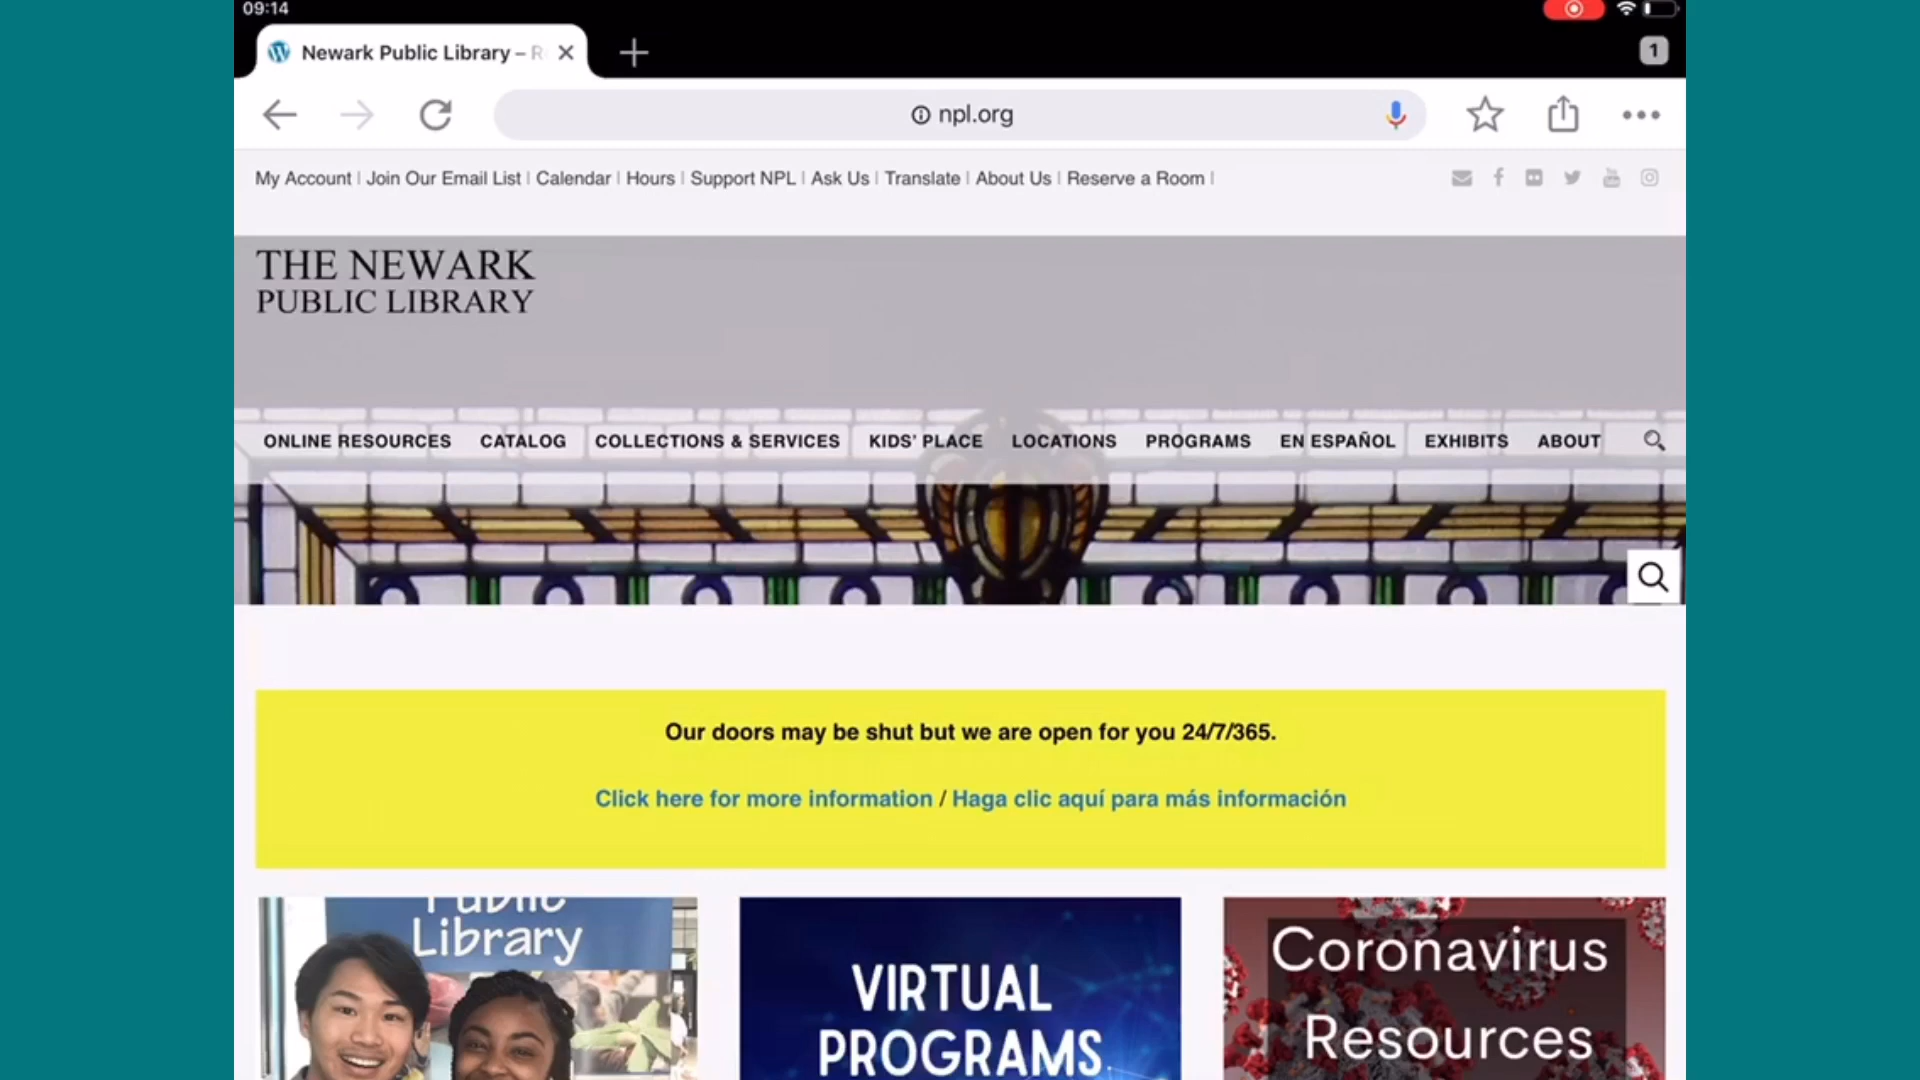 09:14
Newark Public Library – R
1
npl.org
My Account | Join Our Email List | Calendar | Hours | Support NPL | Ask Us | Translate | About Us | Reserve a Room |
THE NEWARK
PUBLIC LIBRARY
ONLINE RESOURCES CATALOG COLLECTIONS & SERVICES KIDS' PLACE LOCATIONS PROGRAMS EN ESPAÑOL EXHIBITS ABOUT
Our doors may be shut but we are open for you 24/7/365.
Click here for more information / Haga clic aquí para más información
Public
Library
VIRTUAL
PROGRAMS
Coronavirus
Resources